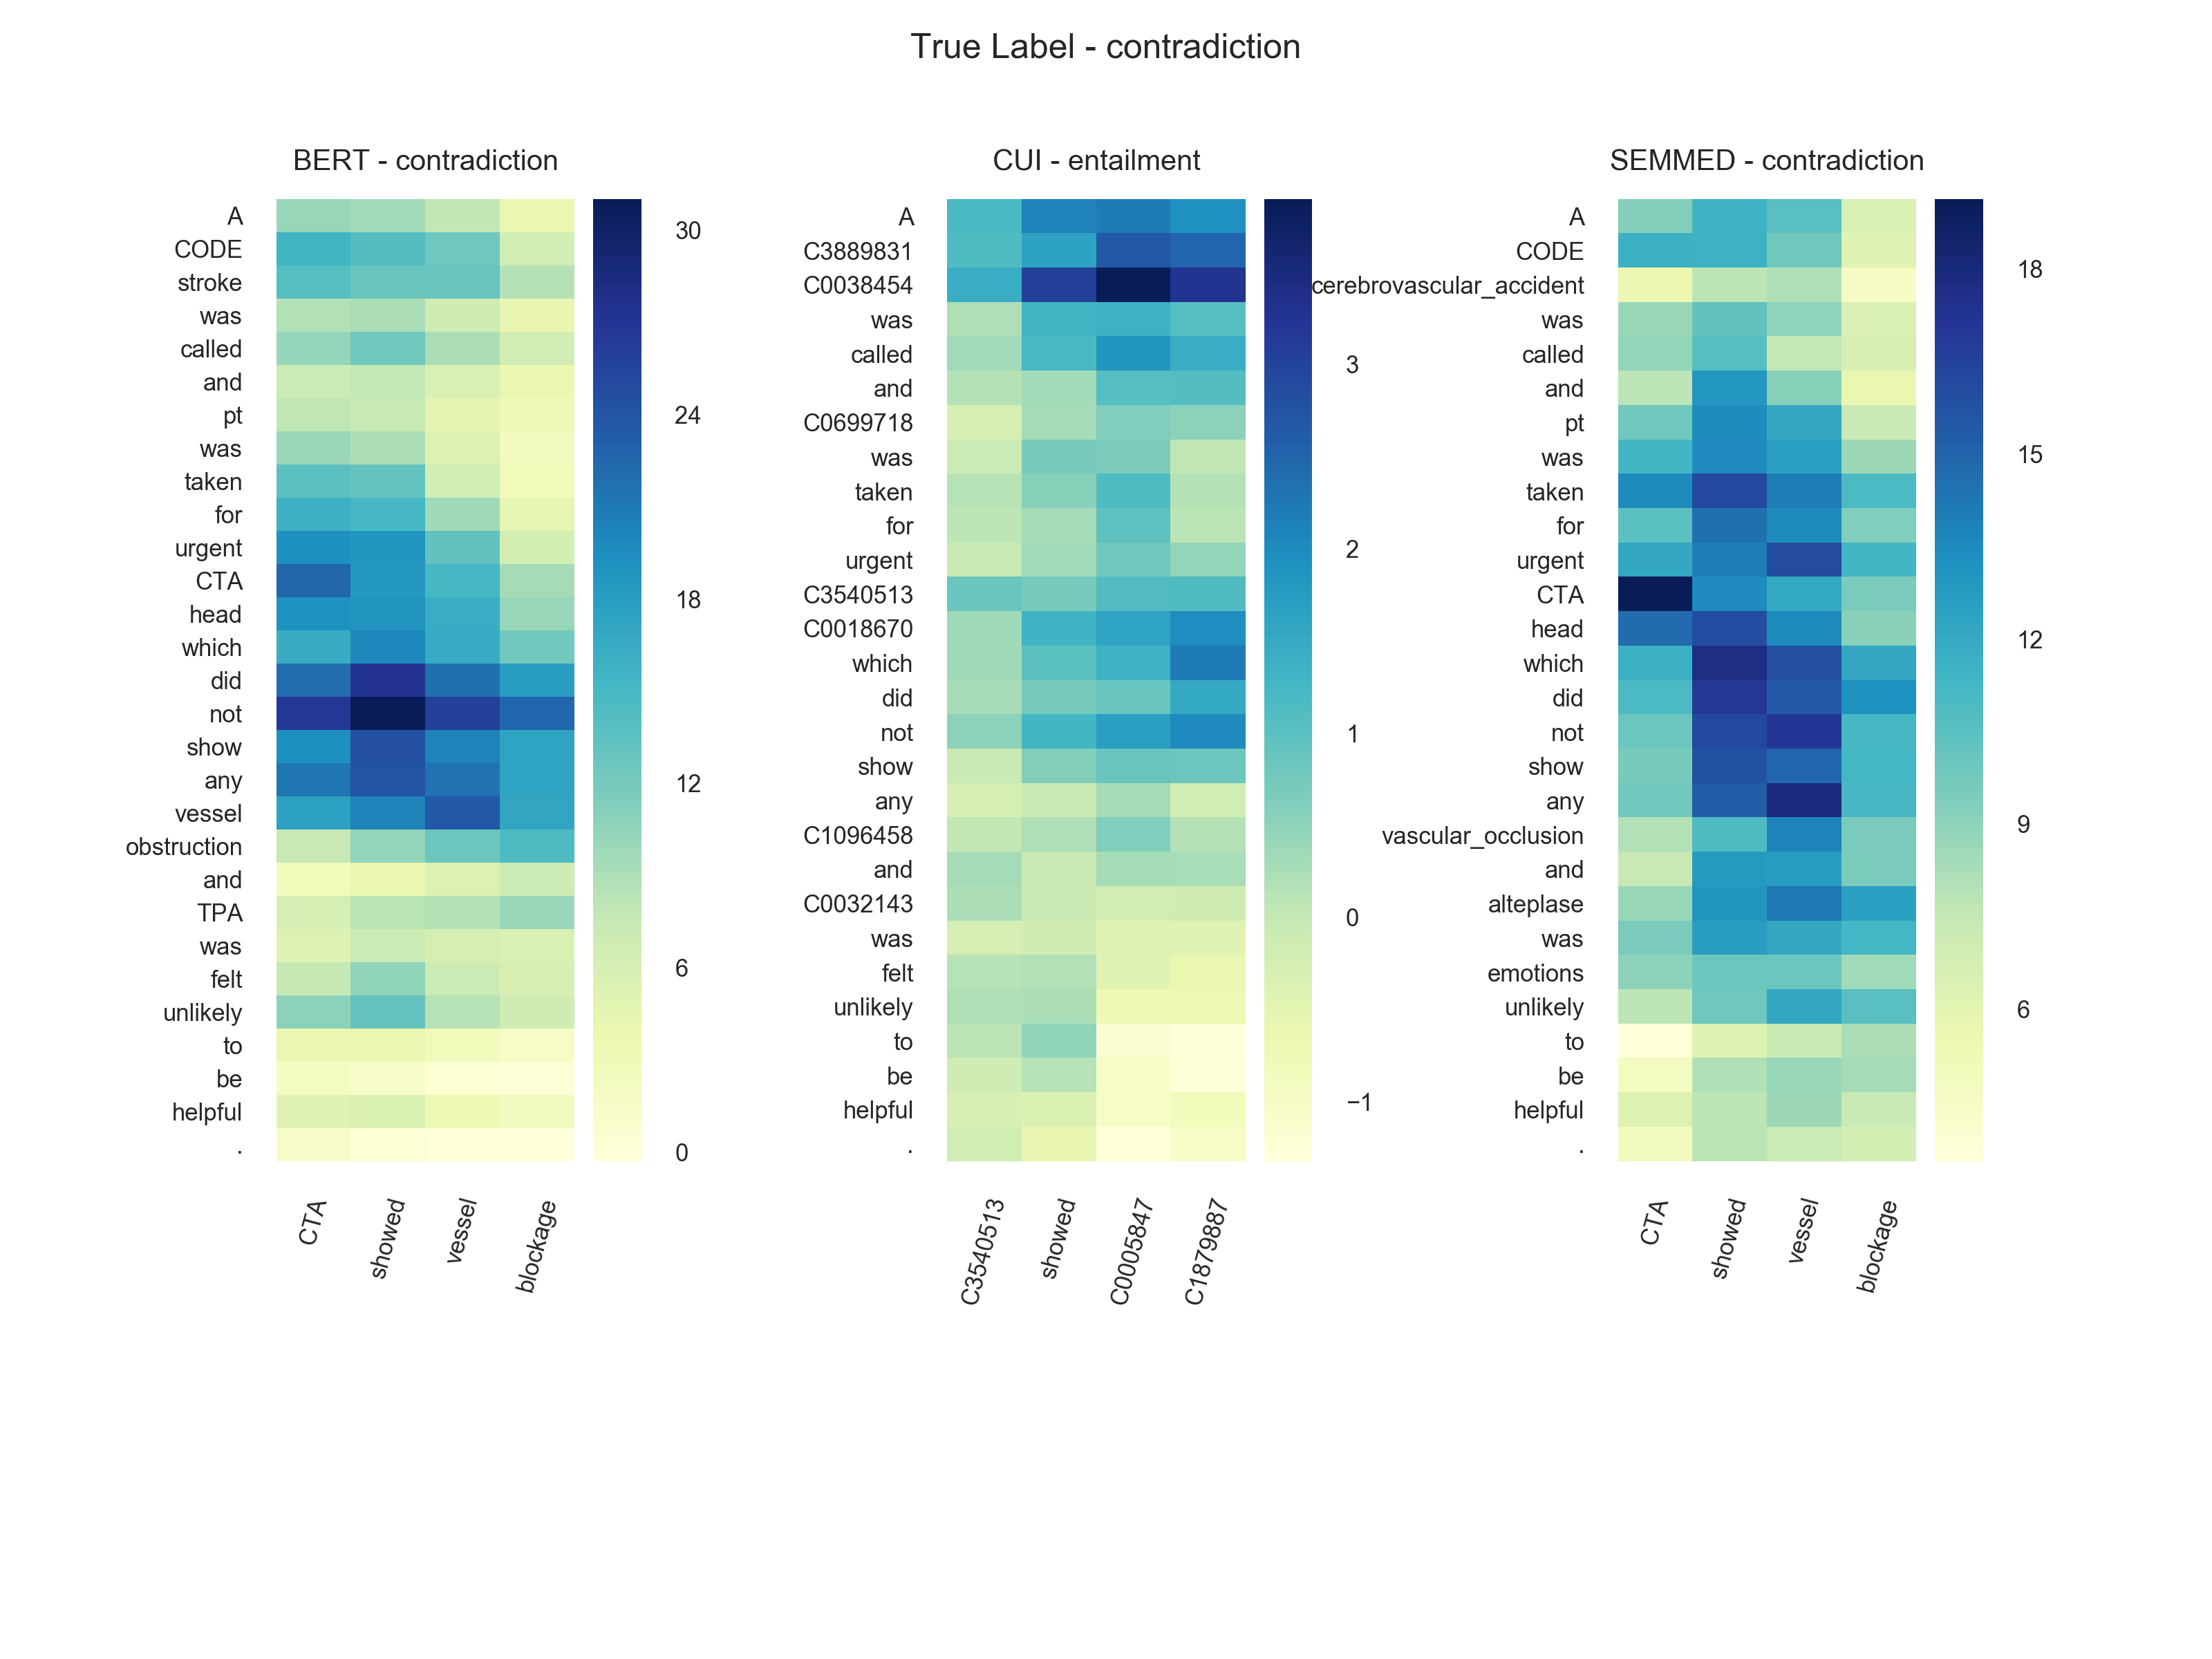 True Label - contradiction
BERT - contradiction
A
CODE
stroke
was
called
and
pt
was
taken
for
urgent
CTA
head
which
did
not
show
any
vessel
obstruction
and
TPA
was
felt
unlikely
to
be
helpful
.
CTA
showed
vessel
blockage
30
24
18
12
6
0
CUI - entailment
A
C3889831
C0038454
was
called
and
C0699718
was
taken
for
urgent
C3540513
C0018670
which
did
not
show
any
C1096458
and
C0032143
was
felt
unlikely
to
be
helpful
.
C3540513
showed
C0005847
C1879887
3
2
1
0
−1
SEMMED - contradiction
A
CODE
cerebrovascular_accident
was
called
and
pt
was
taken
for
urgent
CTA
head
which
did
not
show
any
vascular_occlusion
and
alteplase
was
emotions
unlikely
to
be
helpful
.
CTA
showed
vessel
blockage
18
15
12
9
6